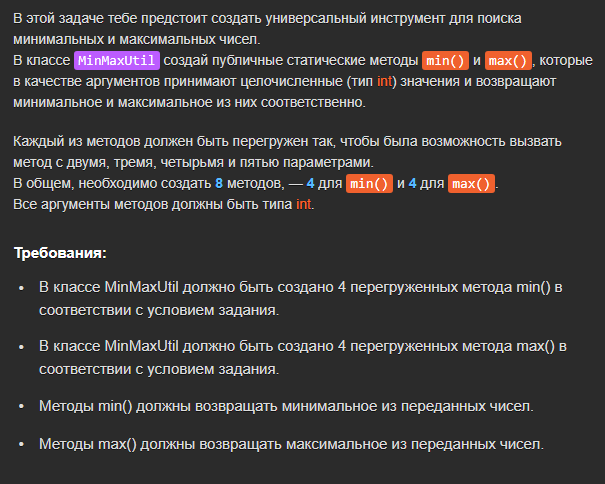 В этой задаче тебе предстоит создать универсальный инструмент для поиска
минимальных и максимальных чисел.
В классе MinMaxUtil создай публичные статические методы min() и max(), которые
в качестве аргументов принимают целочисленные (тип int) значения и возвращают
минимальное и максимальное из них соответственно.
Каждый из методов должен быть перегружен так, чтобы была возможность вызвать
метод с двумя, тремя, четырьмя и пятью параметрами.
В общем, необходимо создать 8 методов, — 4 для min() и 4 для max().
Все аргументы методов должны быть типа int.
Требования:
• В классе MinMaxUtil должно быть создано 4 перегруженных метода min() в
соответствии с условием задания.
• В классе MinMaxUtil должно быть создано 4 перегруженных метода max() в
соответствии с условием задания.
• Методы min() должны возвращать минимальное из переданных чисел.
• Методы max() должны возвращать максимальное из переданных чисел.